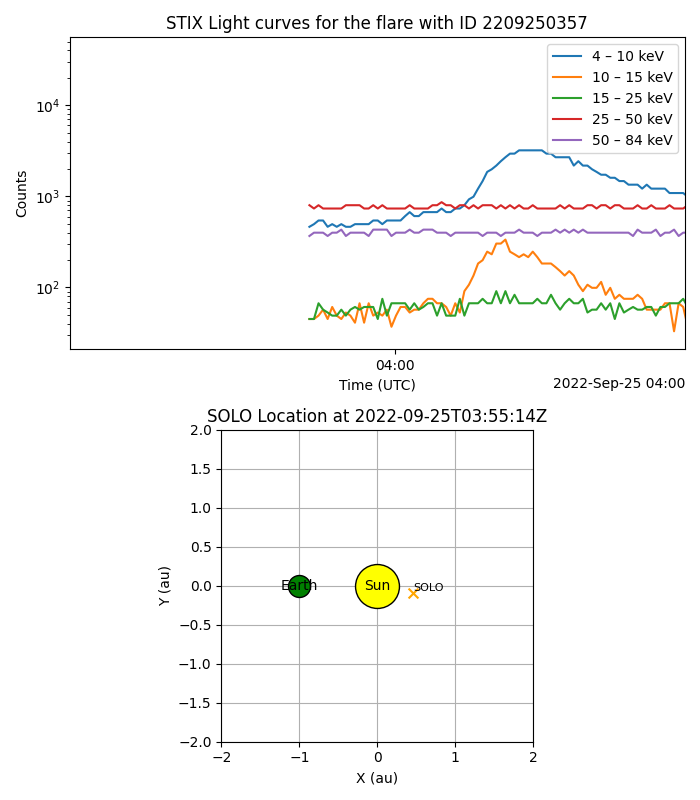 STIX Light curves for the flare with ID 2209250357
4 – 10 keV
10 – 15 keV
15 – 25 keV
25 – 50 keV
50 – 84 keV
Counts
10⁴
10³
10²
04:00
Time (UTC)
2022-Sep-25 04:00
SOLO Location at 2022-09-25T03:55:14Z
Y (au)
2.0
1.5
1.0
0.5
0.0
−0.5
−1.0
−1.5
−2.0
Earth
Sun
SOLO
−2 −1 0 1 2
X (au)